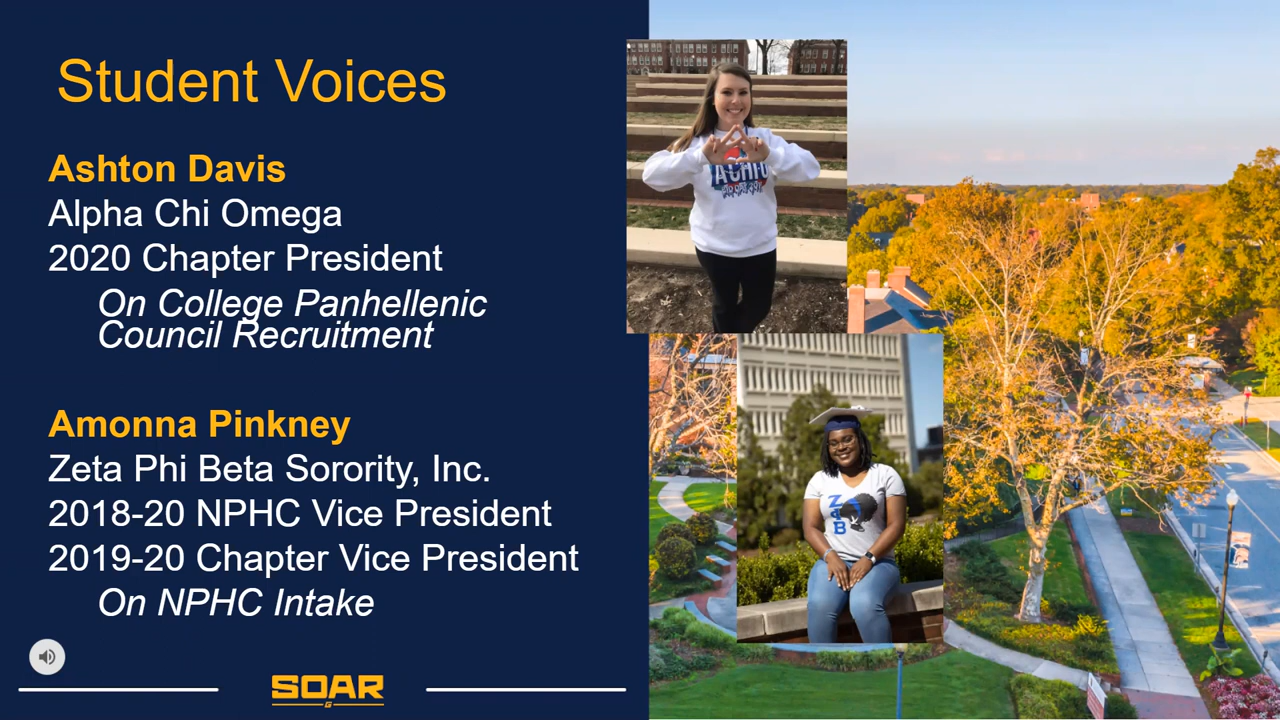 Student Voices
Ashton Davis
Alpha Chi Omega
2020 Chapter President
On College Panhellenic
Council Recruitment
Amonna Pinkney
Zeta Phi Beta Sorority, Inc.
2018-20 NPHC Vice President
2019-20 Chapter Vice President
On NPHC Intake
SOAR
G
ΑΧΩ
Ζ
Φ
Β